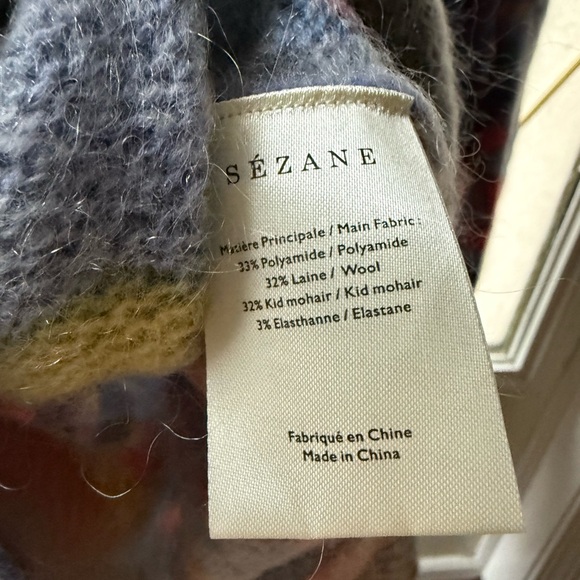 SÉZANE
Matière Principale / Main Fabric :
33% Polyamide / Polyamide
32% Laine / Wool
32% Kid mohair / Kid mohair
3% Elasthanne / Elastane
Fabriqué en Chine
Made in China